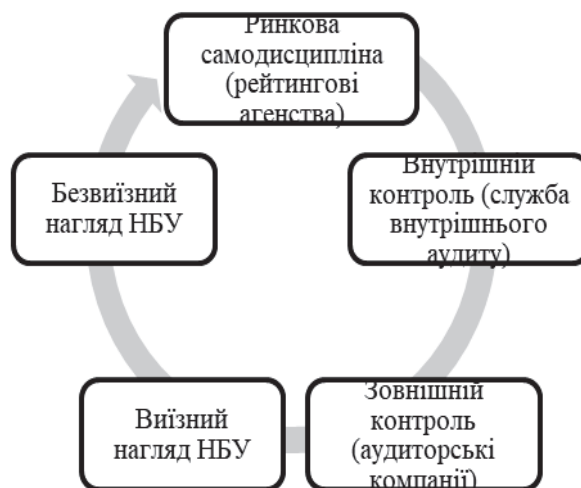 Ринкова
самодисципліна
(рейтингові
агенства)
Внутрішній
контроль (служба
внутрішнього
аудиту)
Зовнішній
контроль
(аудиторські
компанії)
Виїзний
нагляд НБУ
Безвиїзний
нагляд НБУ